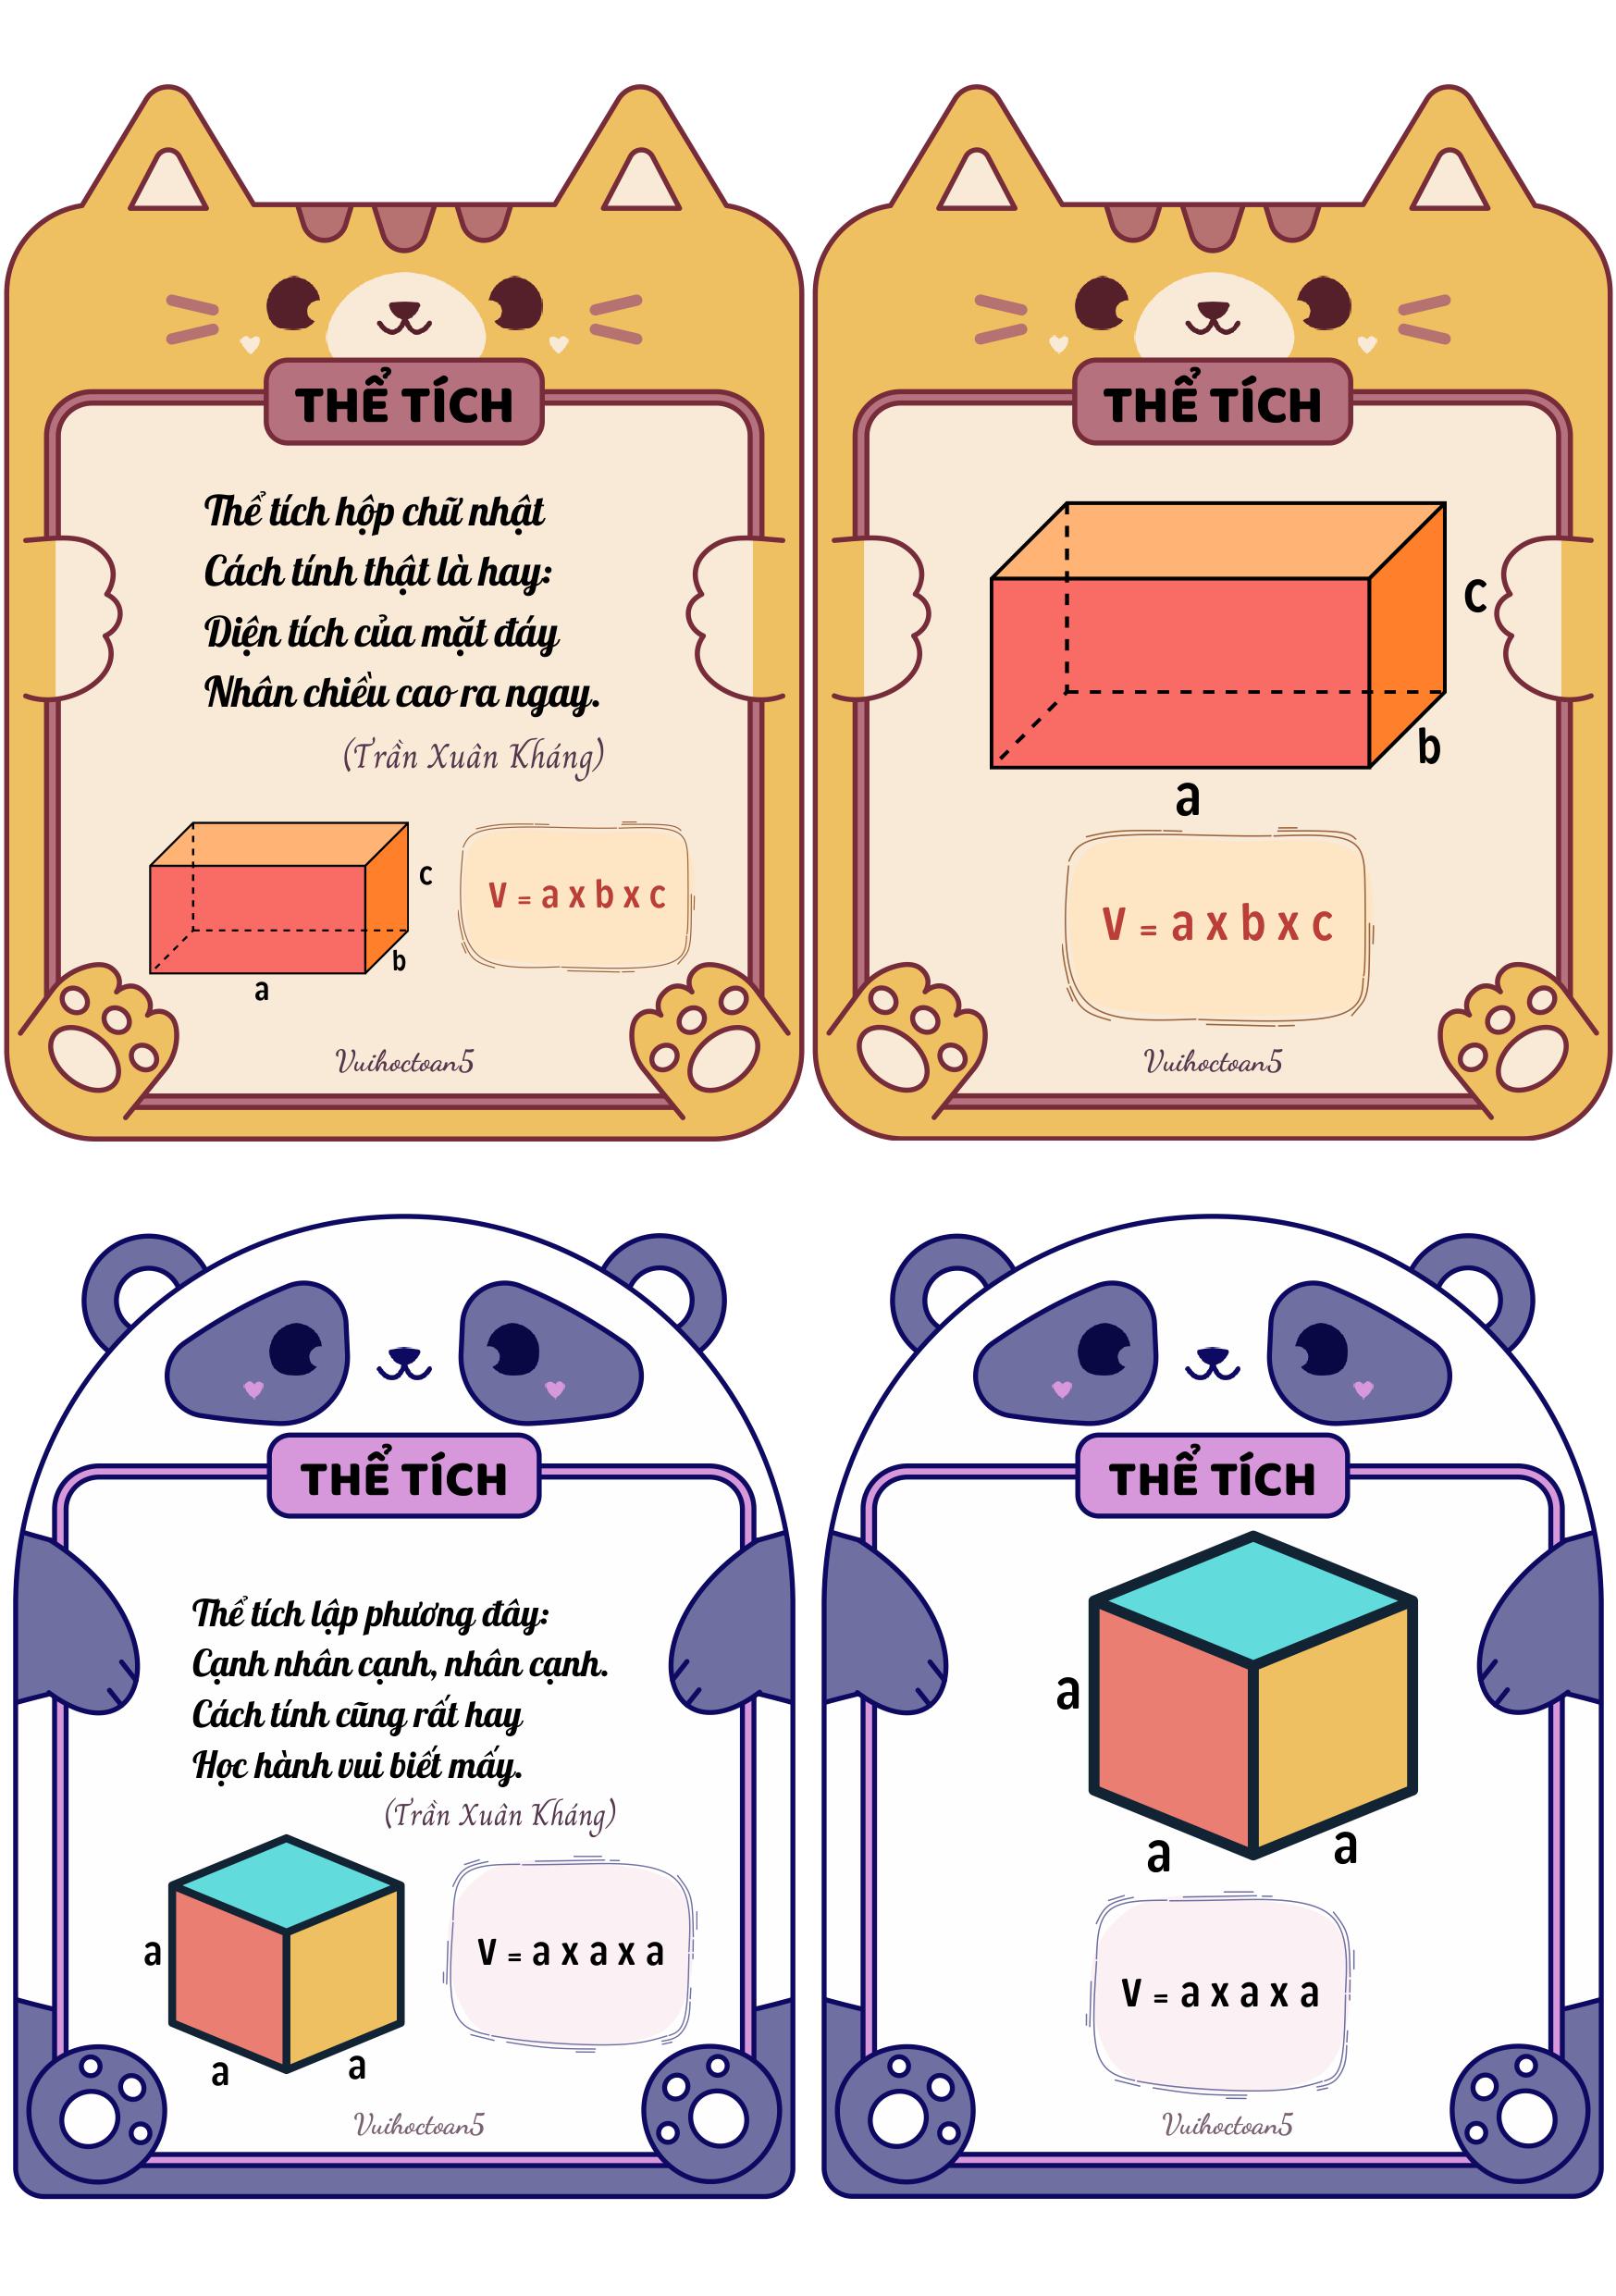 THỂ TÍCH
Thể tích hộp chữ nhật
Cách tính thật là hay:
Diện tích của mặt đáy
Nhân chiều cao ra ngay.
(Trần Xuân Kháng)
c
b
a
V = a x b x c
Vuihoctoan5
THỂ TÍCH
c
b
a
V = a x b x c
Vuihoctoan5
THỂ TÍCH
Thể tích lập phương đây:
Cạnh nhân cạnh, nhân cạnh.
Cách tính cũng rất hay
Học hành vui biết mấy.
(Trần Xuân Kháng)
a
a
a
V = a x a x a
Vuihoctoan5
THỂ TÍCH
a
a
a
V = a x a x a
Vuihoctoan5